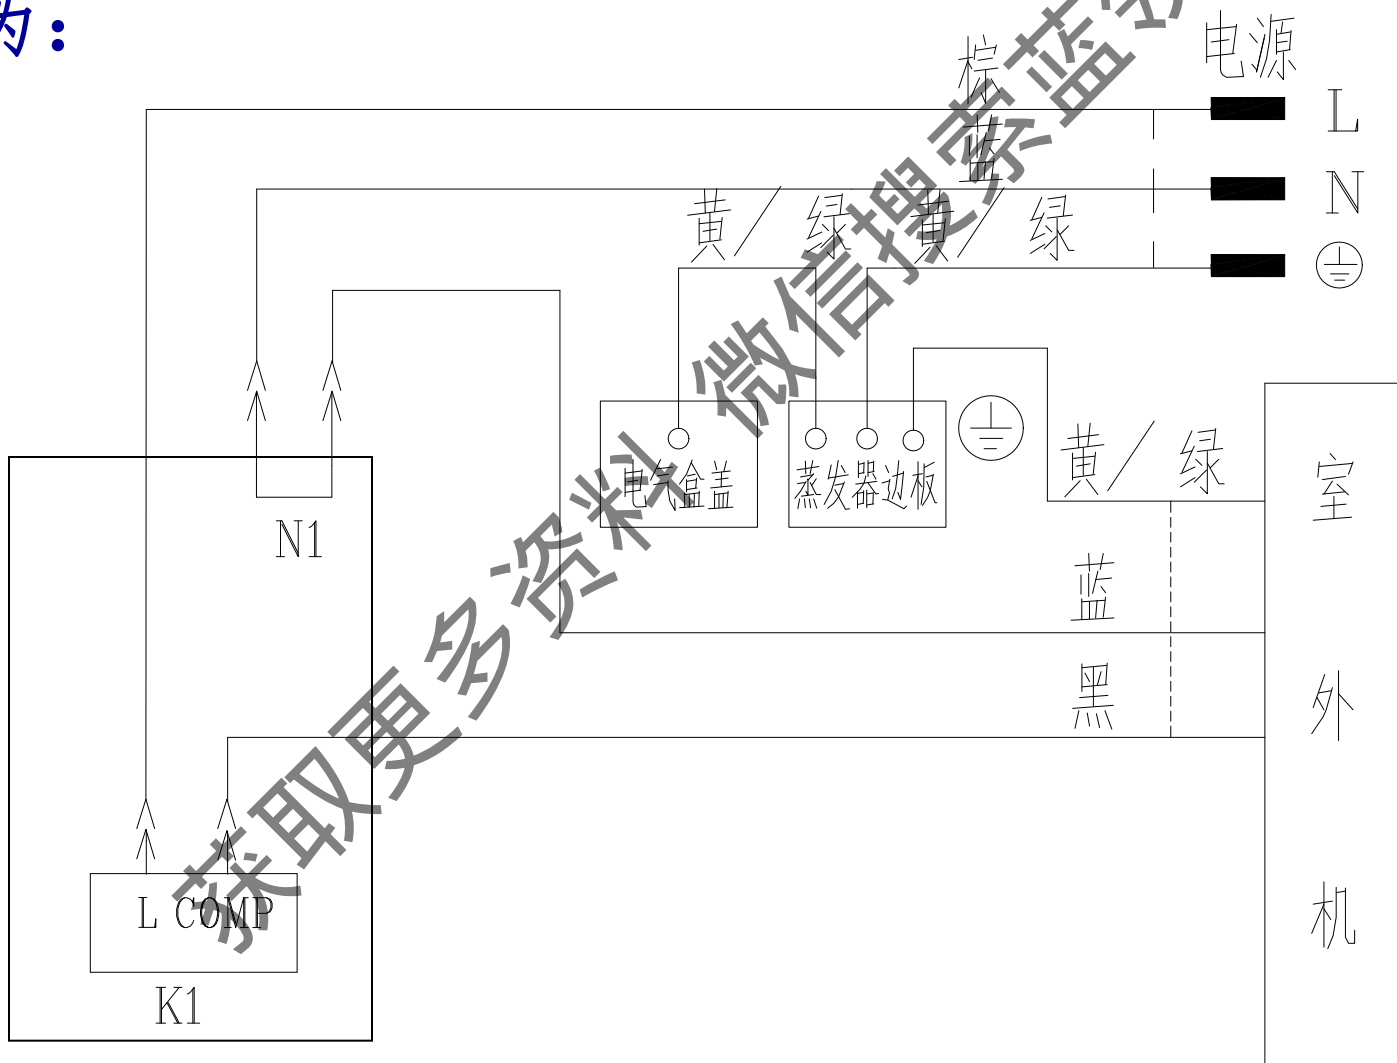 为：
电源
棕
L
蓝
N
黄/绿 黄/绿
电气盒盖 蒸发器边板
黄/绿
室外机
N1
蓝
黑
L COMP
K1
获取更多资料 微信搜索蓝领